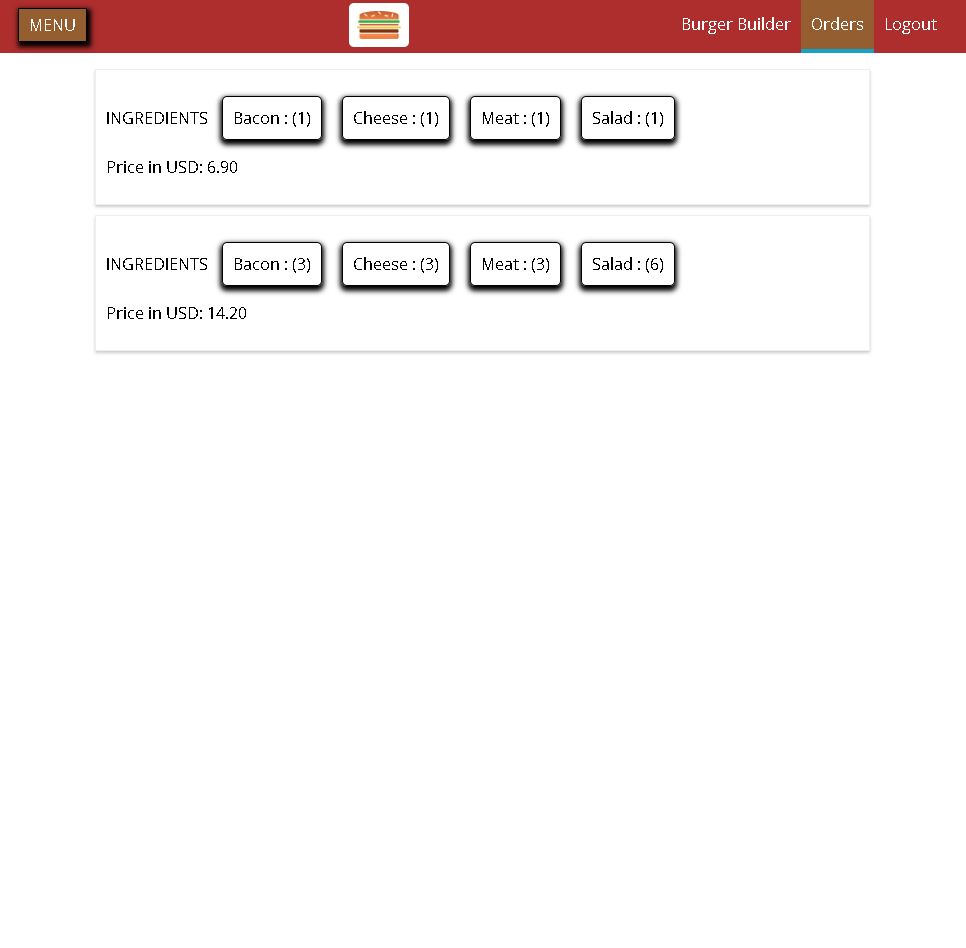 MENU Burger Builder Orders Logout
INGREDIENTS Bacon : (1) Cheese : (1) Meat : (1) Salad : (1)
Price in USD: 6.90
INGREDIENTS Bacon : (3) Cheese : (3) Meat : (3) Salad : (6)
Price in USD: 14.20